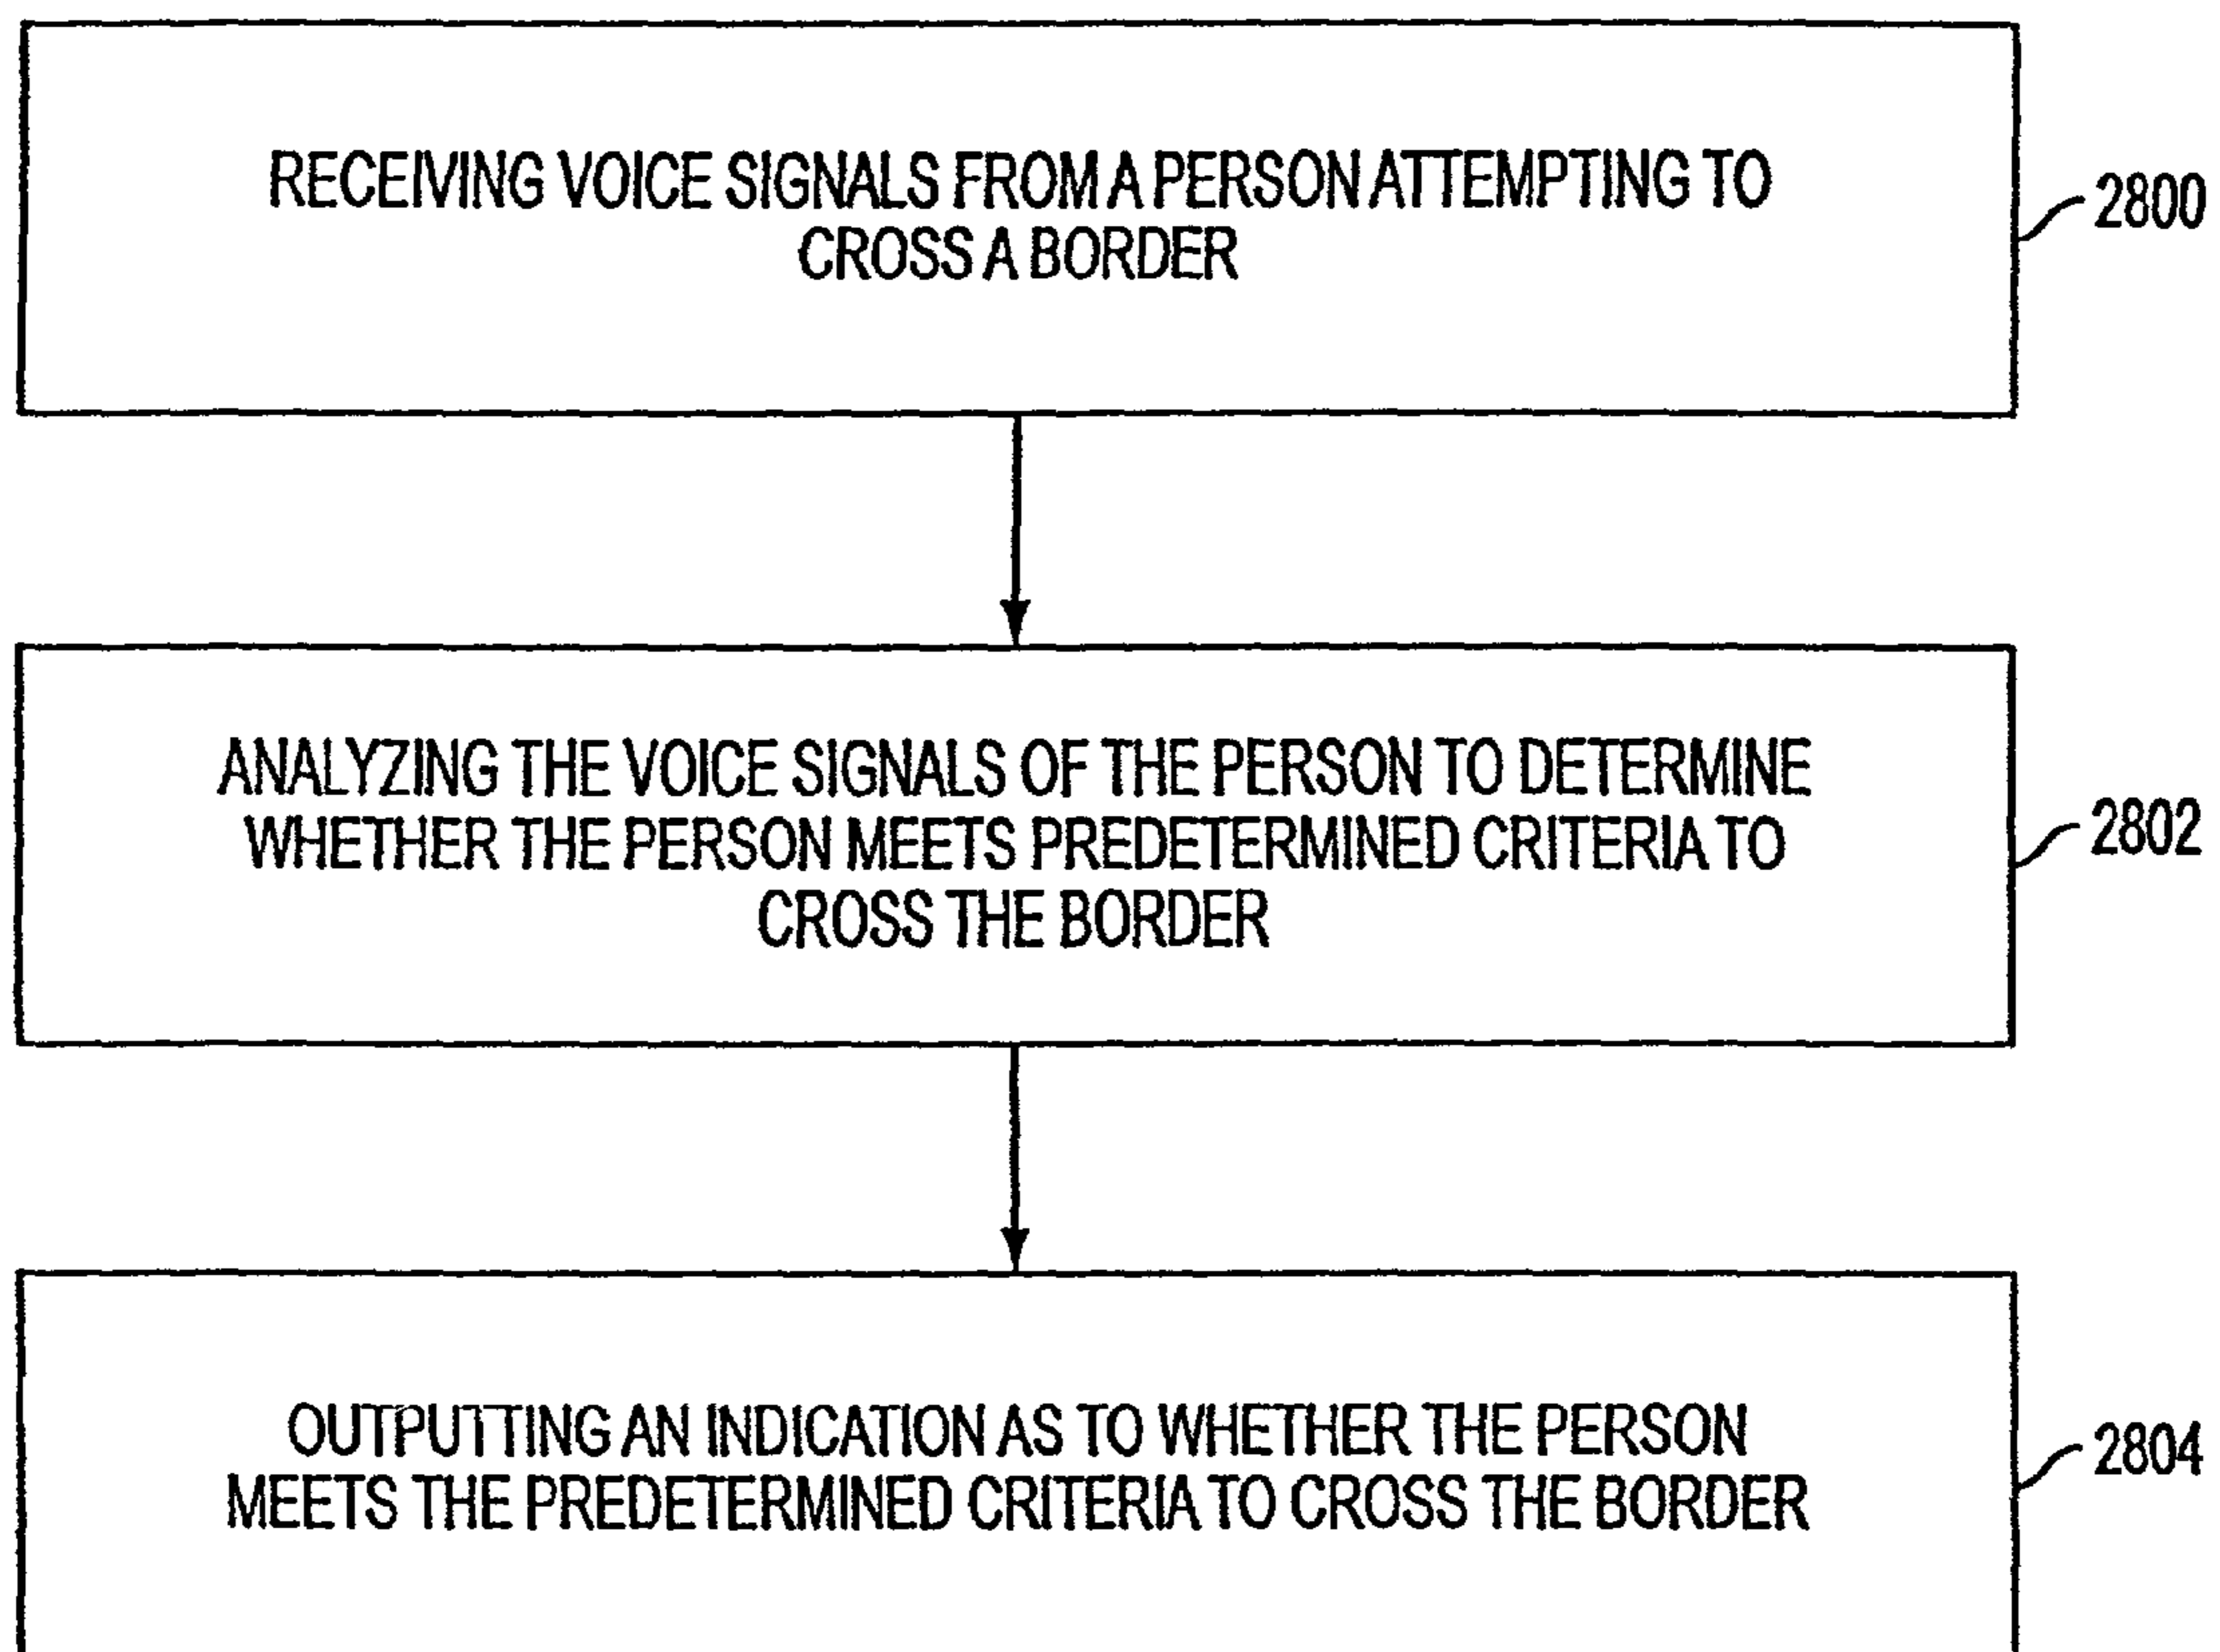 RECEIVING VOICE SIGNALS FROM A PERSON ATTEMPTING TO
CROSS A BORDER
2800
ANALYZING THE VOICE SIGNALS OF THE PERSON TO DETERMINE
WHETHER THE PERSON MEETS PREDETERMINED CRITERIA TO
CROSS THE BORDER
2802
OUTPUTTING AN INDICATION AS TO WHETHER THE PERSON
MEETS THE PREDETERMINED CRITERIA TO CROSS THE BORDER
2804